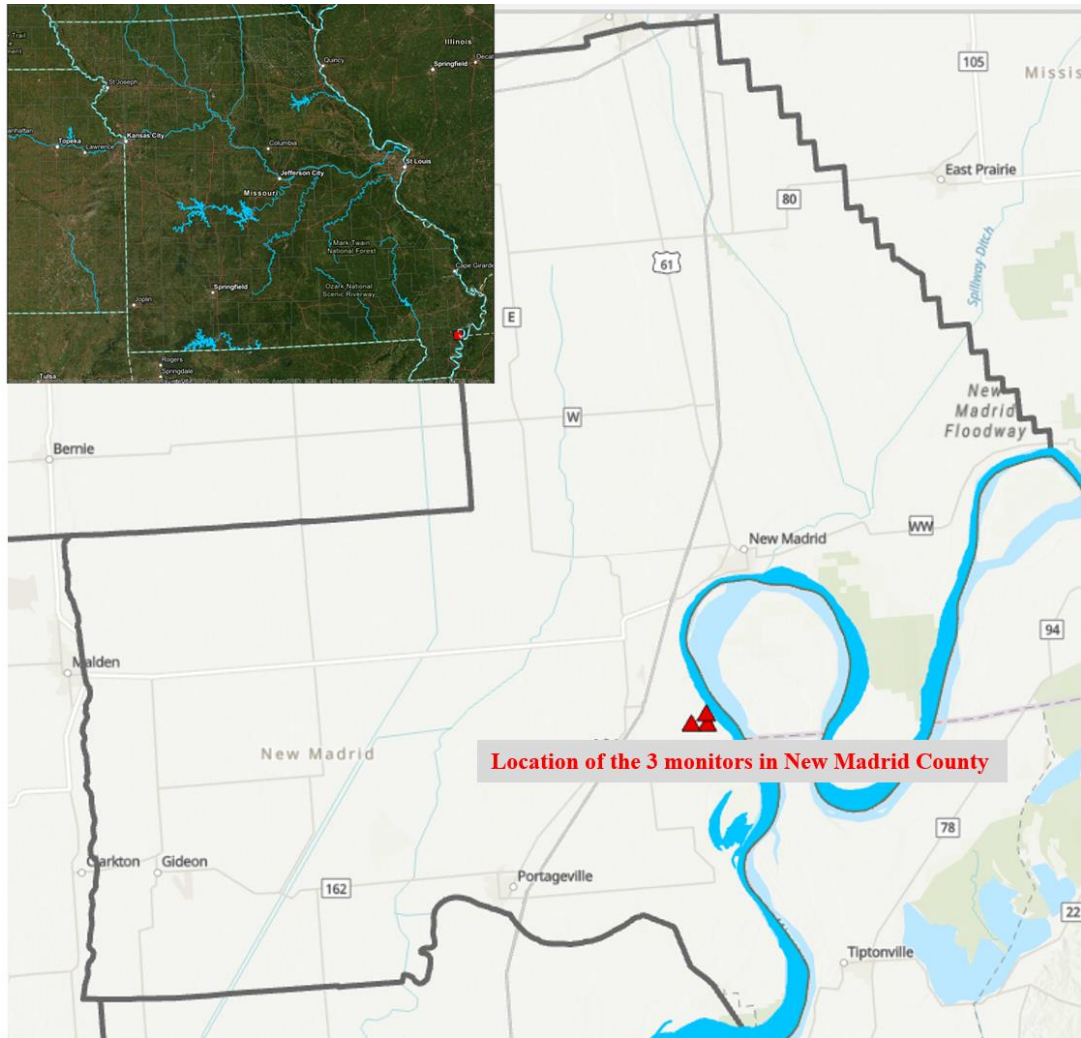 Illinois
St Joseph
Quincy
Springfield
Decat
Topeka
Lawrence
Kansas City
Columbia
St Louis
Jefferson City
Missouri
Mark Twain
National Forest
Cape Girarde
Ozark National
Scenic Riverway
Springfield
Joplin
Rogers
Springdale
Tulsa
105
Missis
East Prairie
80
61
Spillway Ditch
E
New
Madrid
Floodway
W
Bernie
WW
New Madrid
94
Malden
New Madrid
Location of the 3 monitors in New Madrid County
78
Clarkton
Gideon
162
Portageville
22
Tiptonville